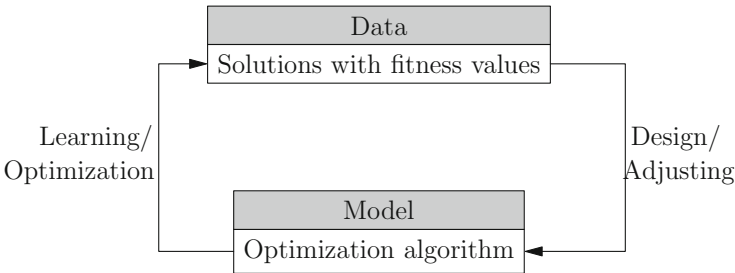 Data
Solutions with fitness values
Learning/
Optimization
Design/
Adjusting
Model
Optimization algorithm